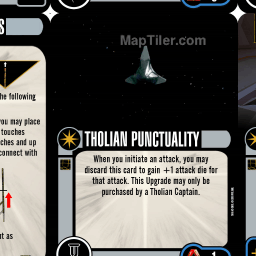 MapTiler.com
S
he following
you may place
touches
ches and up
connect with
nt as
THOLIAN PUNCTUALITY
When you initiate an attack, you may
discard this card to gain +1 attack die for
that attack. This Upgrade may only be
purchased by a Tholian Captain.